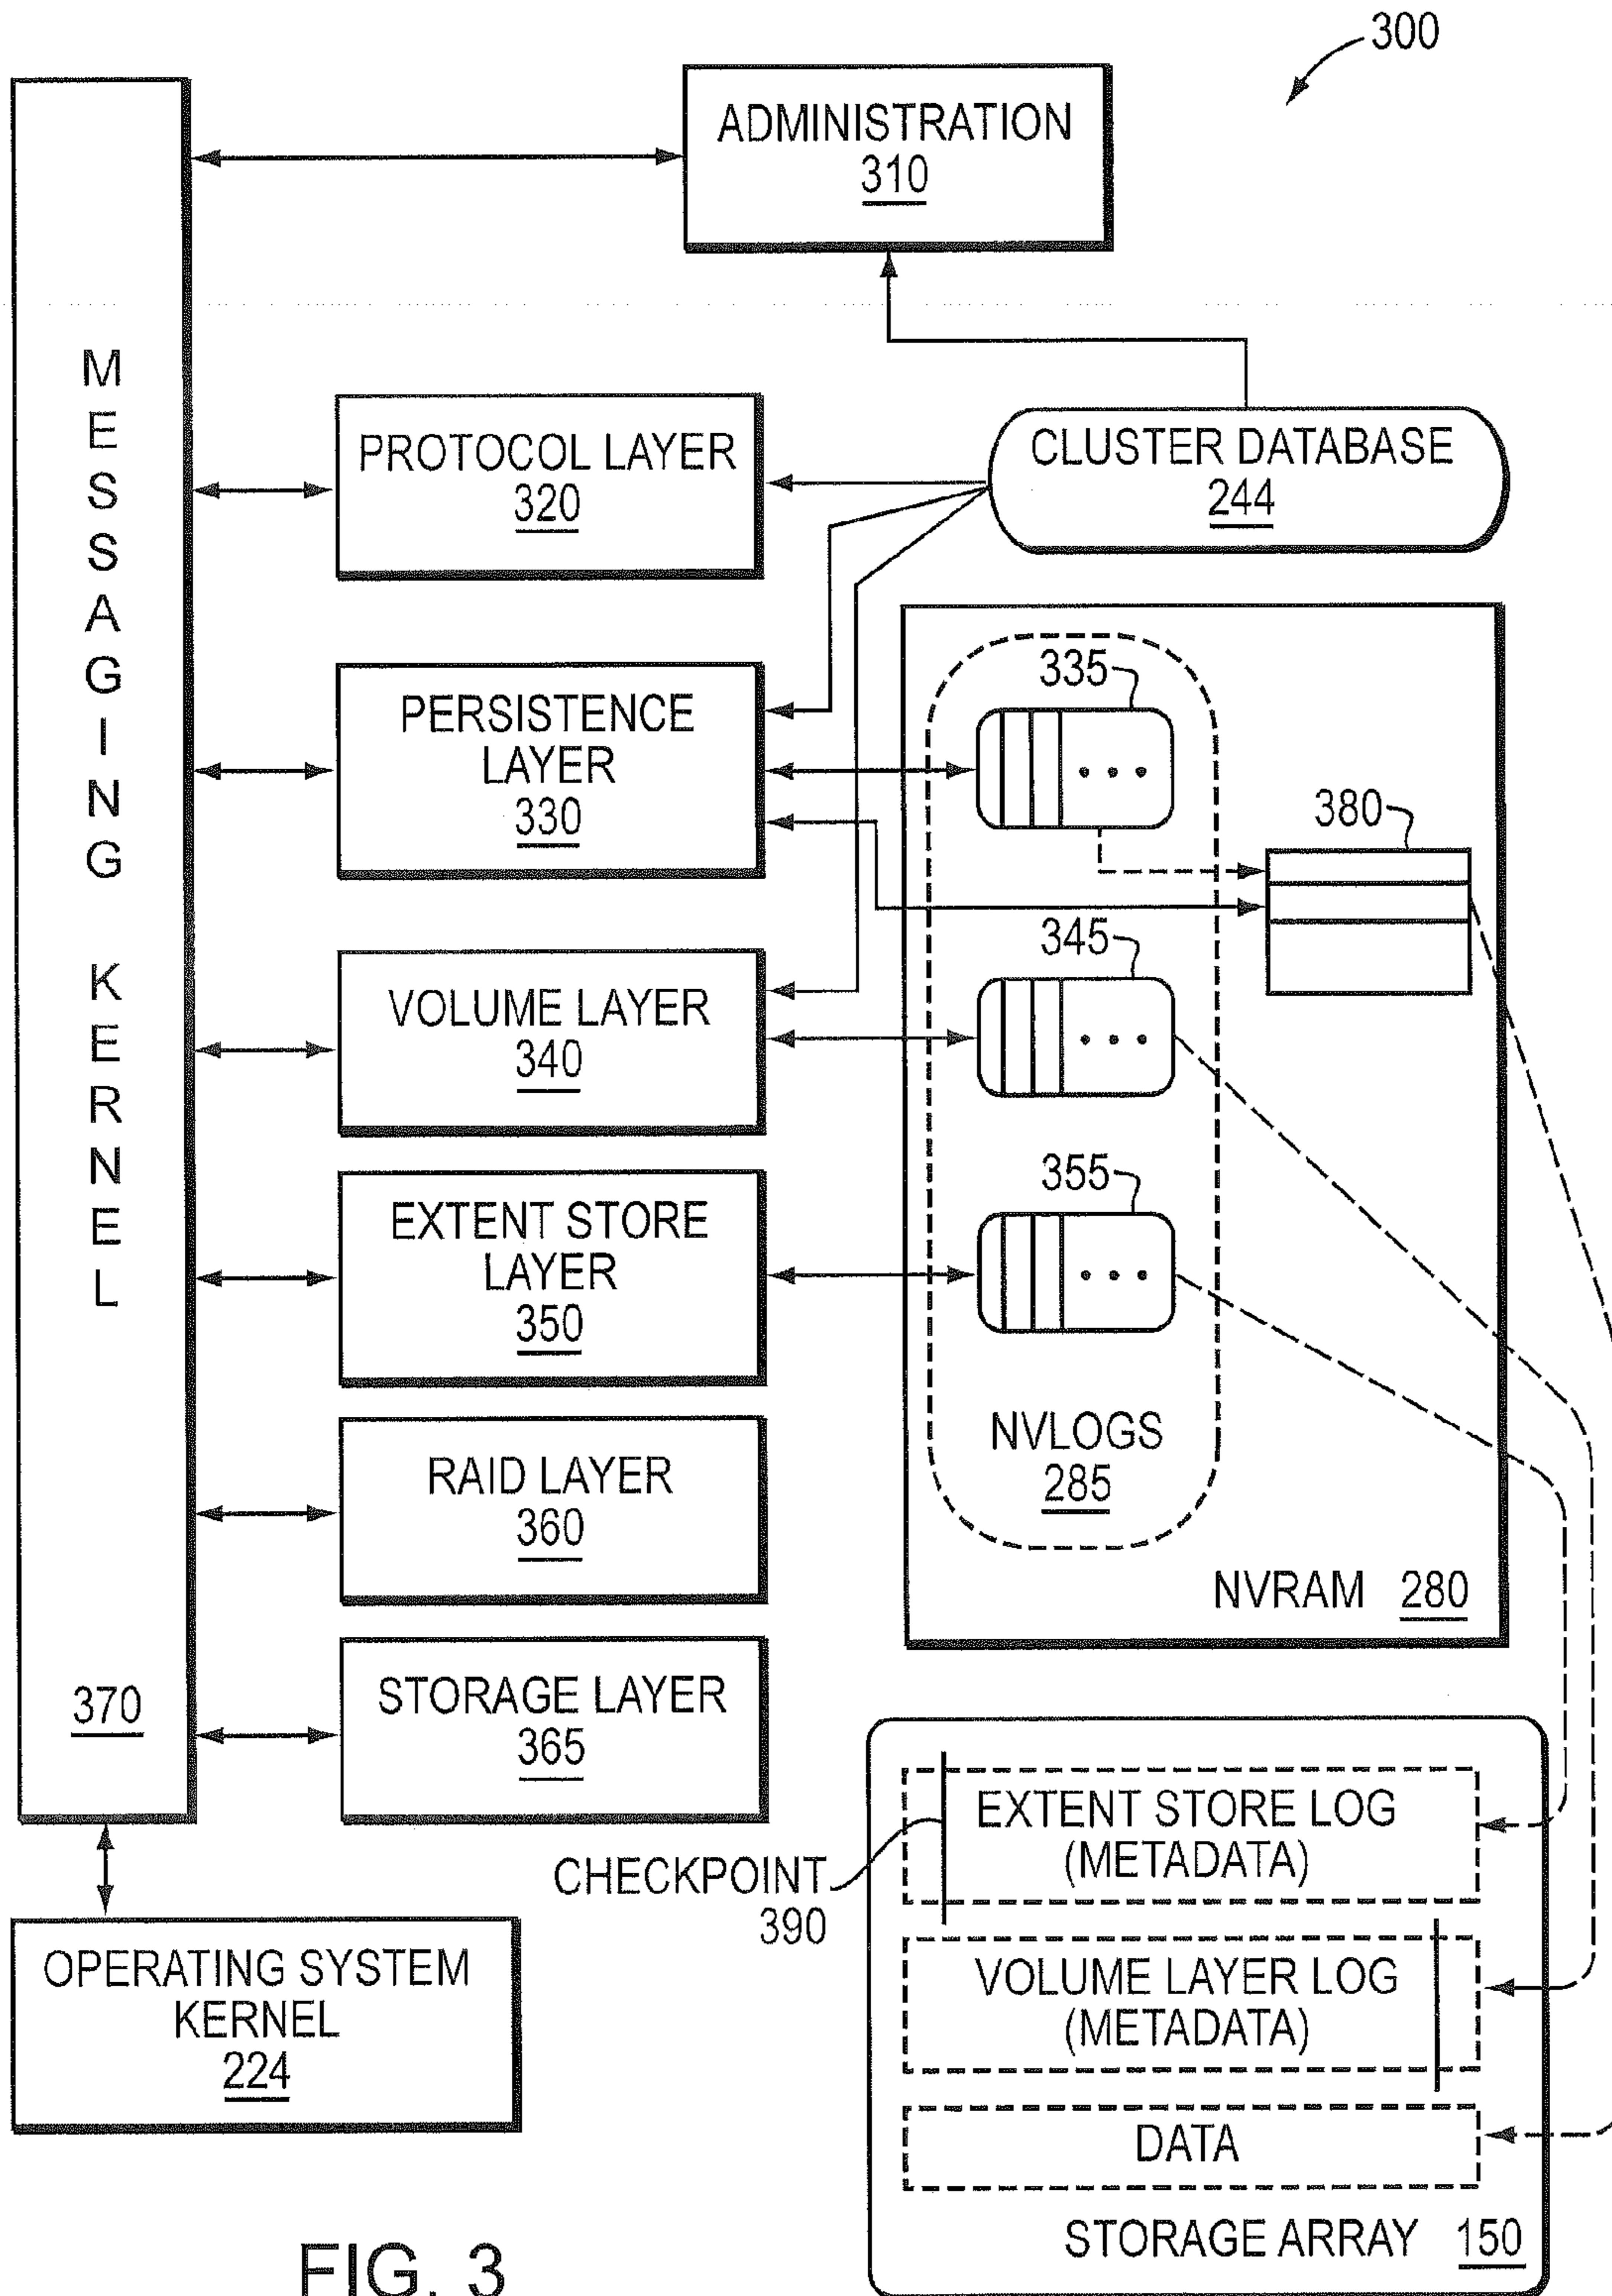 300
ADMINISTRATION
310
MESSAGING KERNEL
370
PROTOCOL LAYER
320
CLUSTER DATABASE
244
PERSISTENCE
LAYER
330
335
380
VOLUME LAYER
340
345
EXTENT STORE
LAYER
350
355
NVLOGS
285
RAID LAYER
360
NVRAM 280
STORAGE LAYER
365
EXTENT STORE LOG
(METADATA)
CHECKPOINT
390
OPERATING SYSTEM
KERNEL
224
VOLUME LAYER LOG
(METADATA)
DATA
STORAGE ARRAY 150
FIG. 3